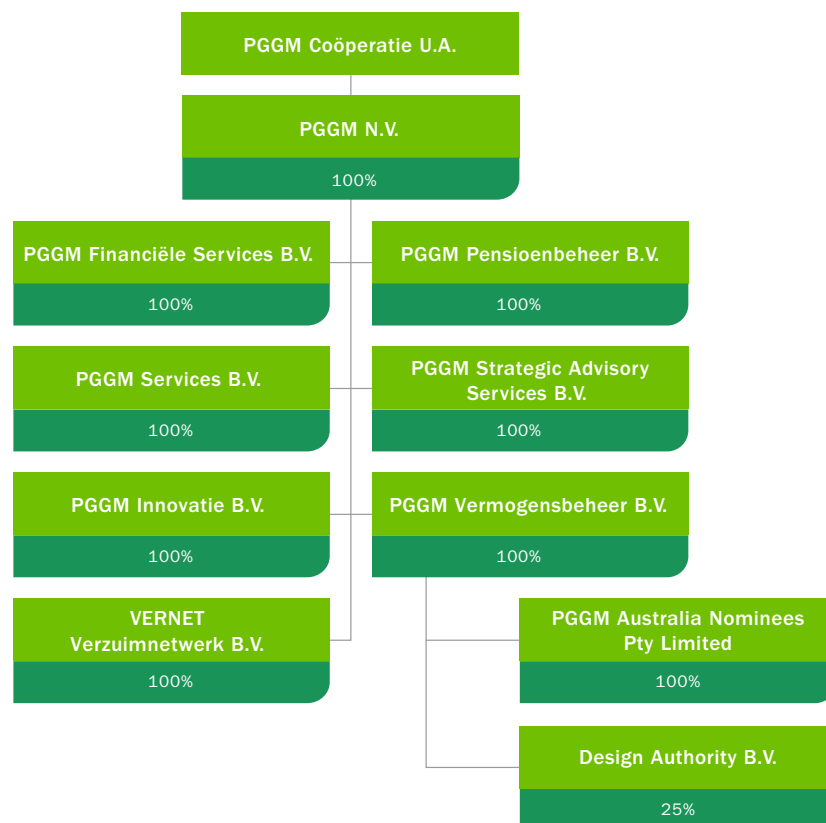 PGGM Coöperatie U.A.
PGGM N.V.
100%
PGGM Financiële Services B.V.
100%
PGGM Pensioenbeheer B.V.
100%
PGGM Services B.V.
100%
PGGM Strategic Advisory
Services B.V.
100%
PGGM Innovatie B.V.
100%
PGGM Vermogensbeheer B.V.
100%
VERNET
Verzuimnetwerk B.V.
100%
PGGM Australia Nominees
Pty Limited
100%
Design Authority B.V.
25%